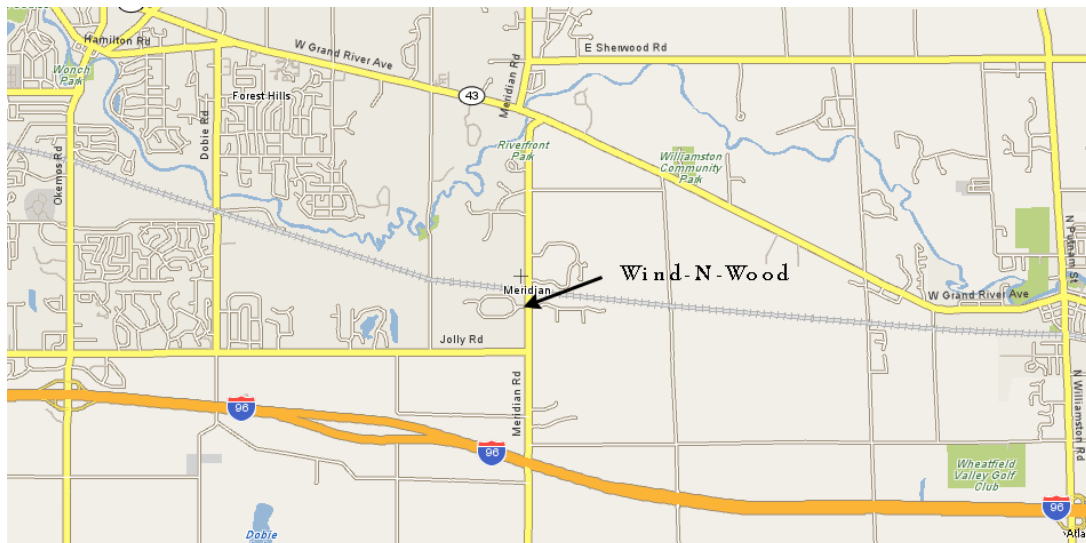 Hamilton Rd
W Grand River Ave
E Sherwood Rd
Wonch
Park
Forest Hills
43
Meridian Rd
Dobie Rd
Riverfront
Park
Williamston
Community
Park
Okemos Rd
N Putnam St
Wind-N-Wood
Meridian
W Grand River Ave
Jolly Rd
Meridian Rd
N Williamston Rd
96
96
Wheatfield
Valley Golf
Club
96
Dobie
Atla